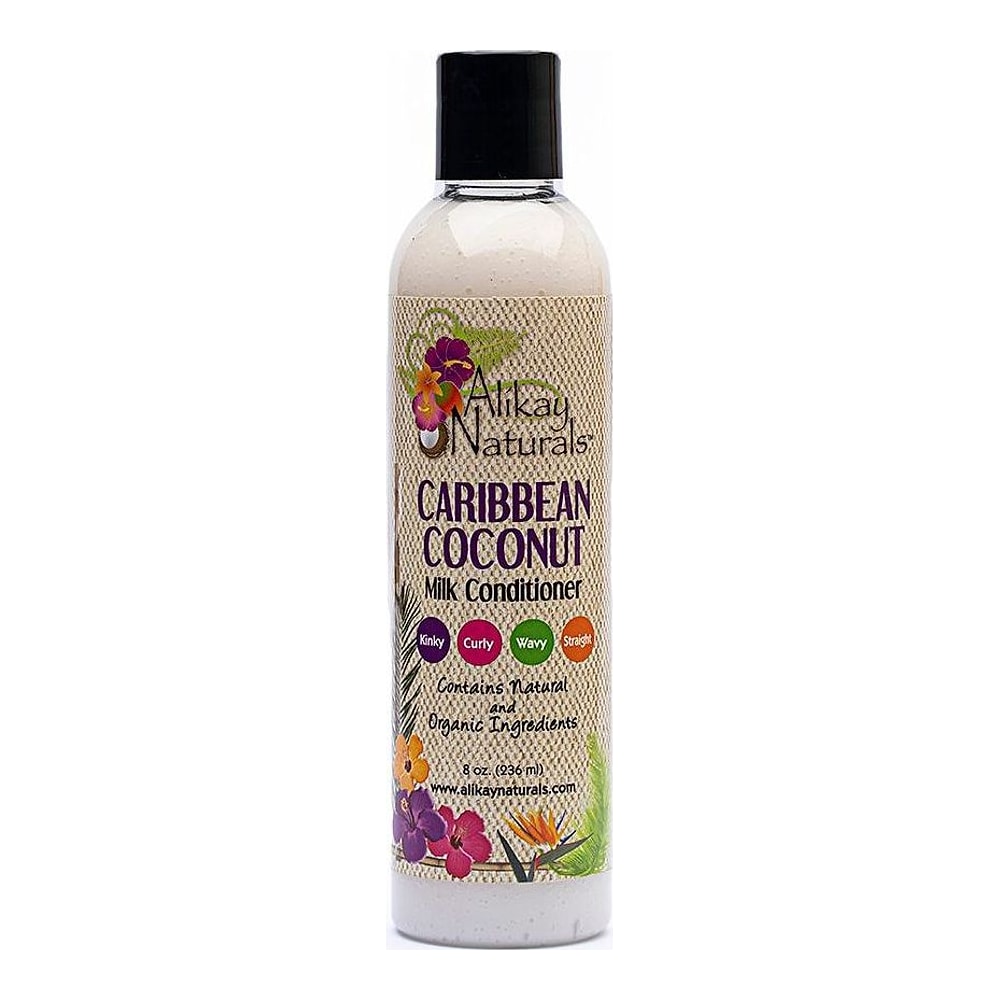 Alikay
Naturals™
CARIBBEAN
COCONUT
Milk Conditioner
Kinky Curly Wavy Straight
Contains Natural
and
Organic Ingredients
8 oz. (236 ml)
www.alikaynaturals.com